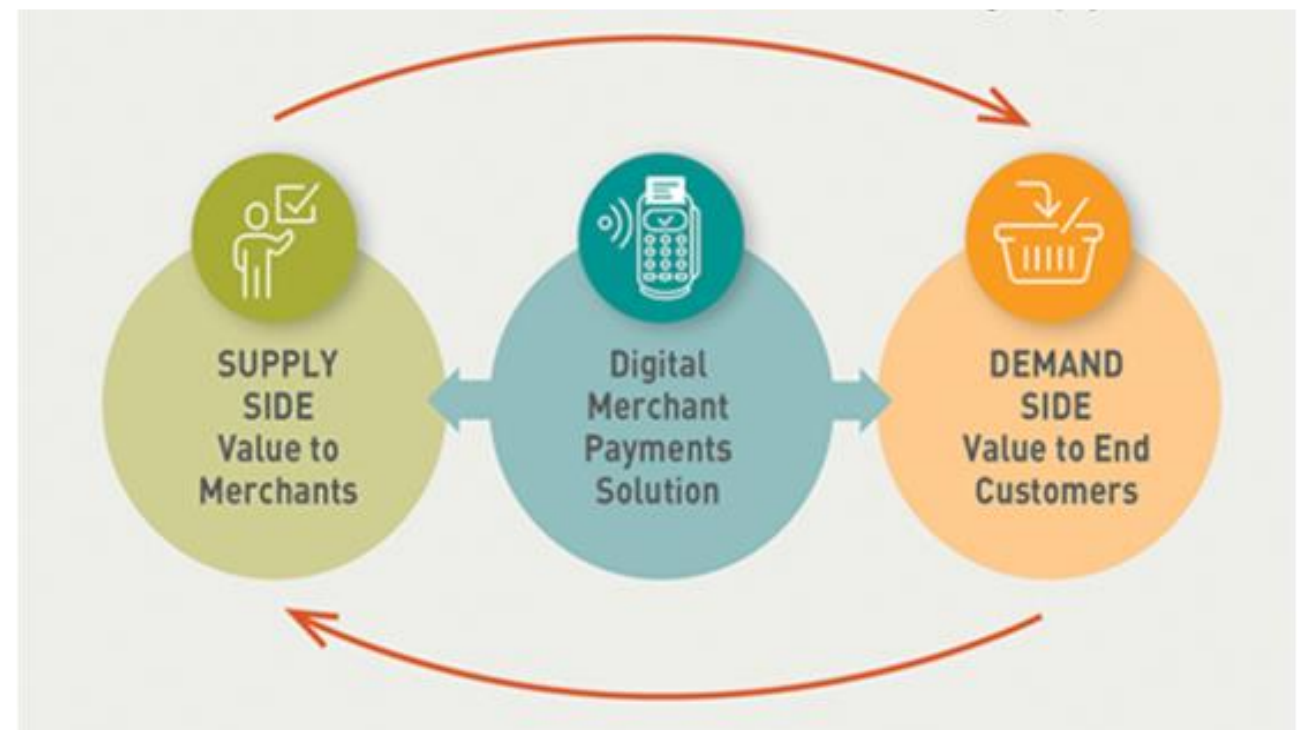 SUPPLY
SIDE
Value to
Merchants
Digital
Merchant
Payments
Solution
DEMAND
SIDE
Value to End
Customers